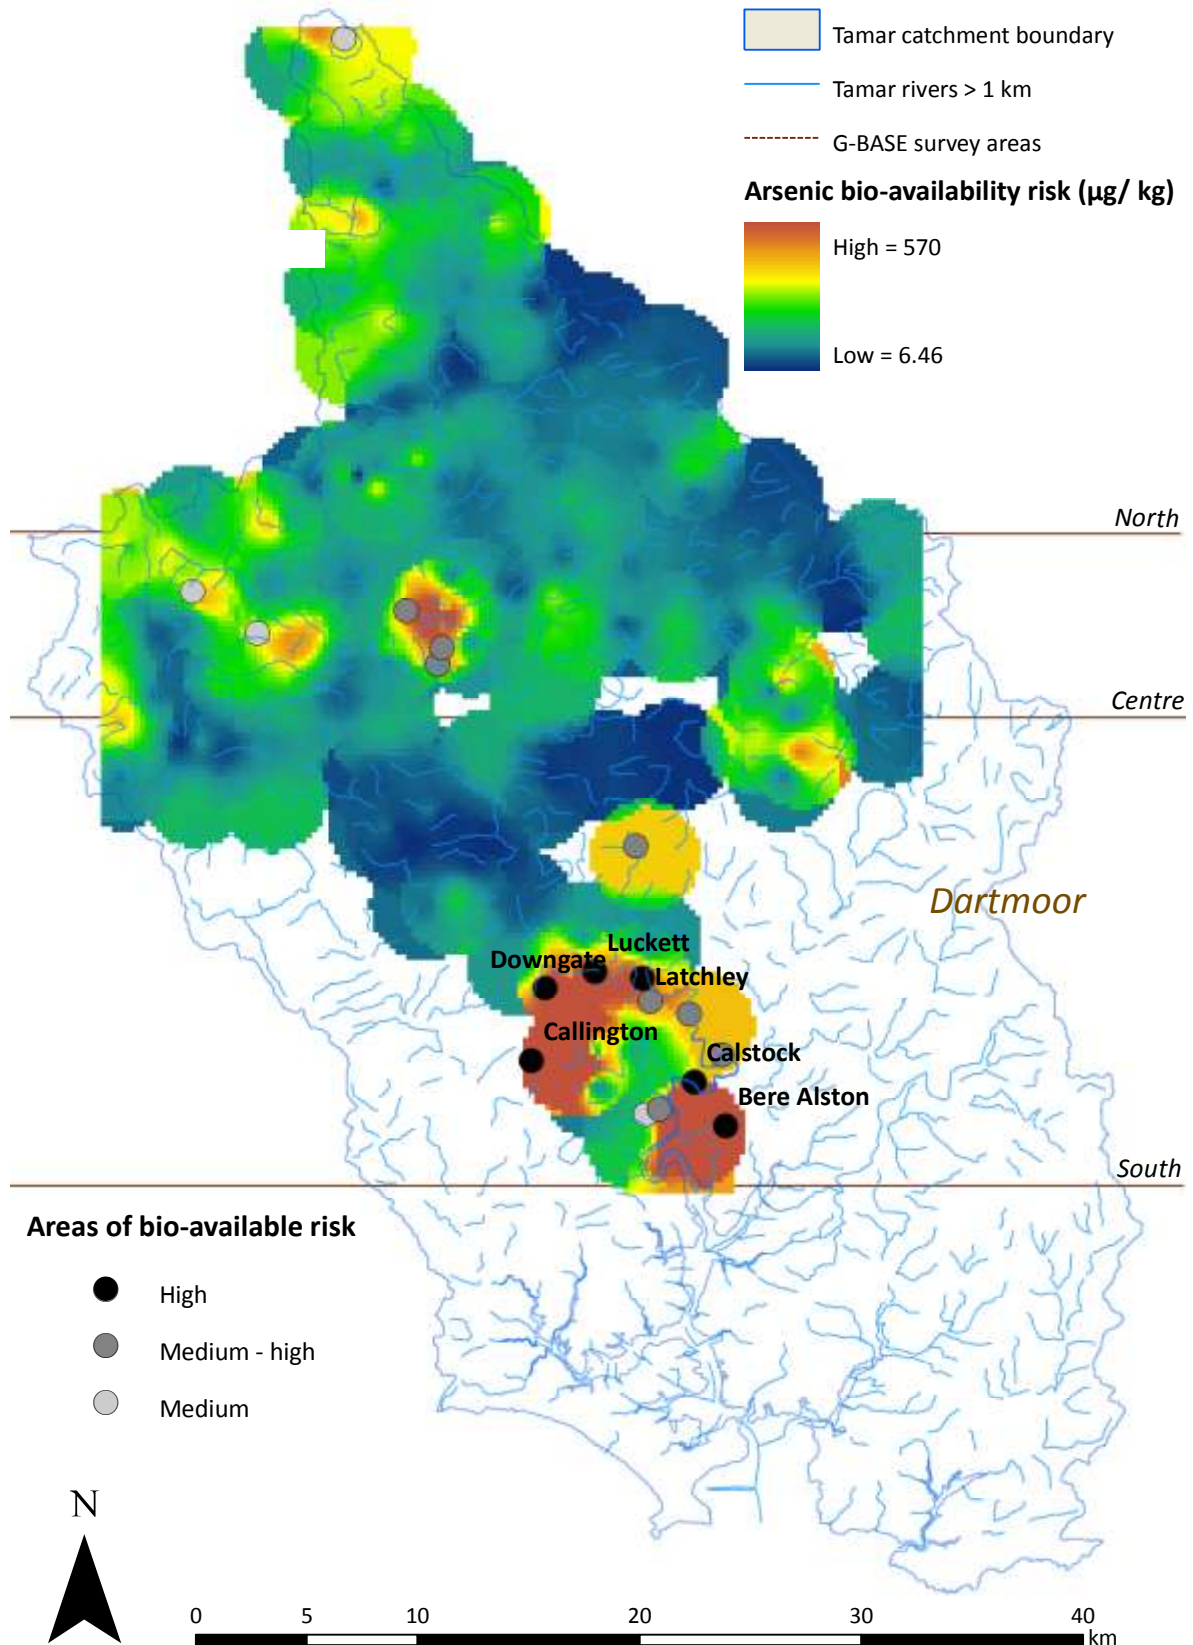 Tamar catchment boundary
Tamar rivers > 1 km
G-BASE survey areas
Arsenic bio-availability risk (µg/ kg)
High = 570
Low = 6.46
North
Centre
Dartmoor
Luckett
Downgate
Latchley
Callington
Calstock
Bere Alston
South
Areas of bio-available risk
High
Medium - high
Medium
N
0 5 10 20 30 40
km